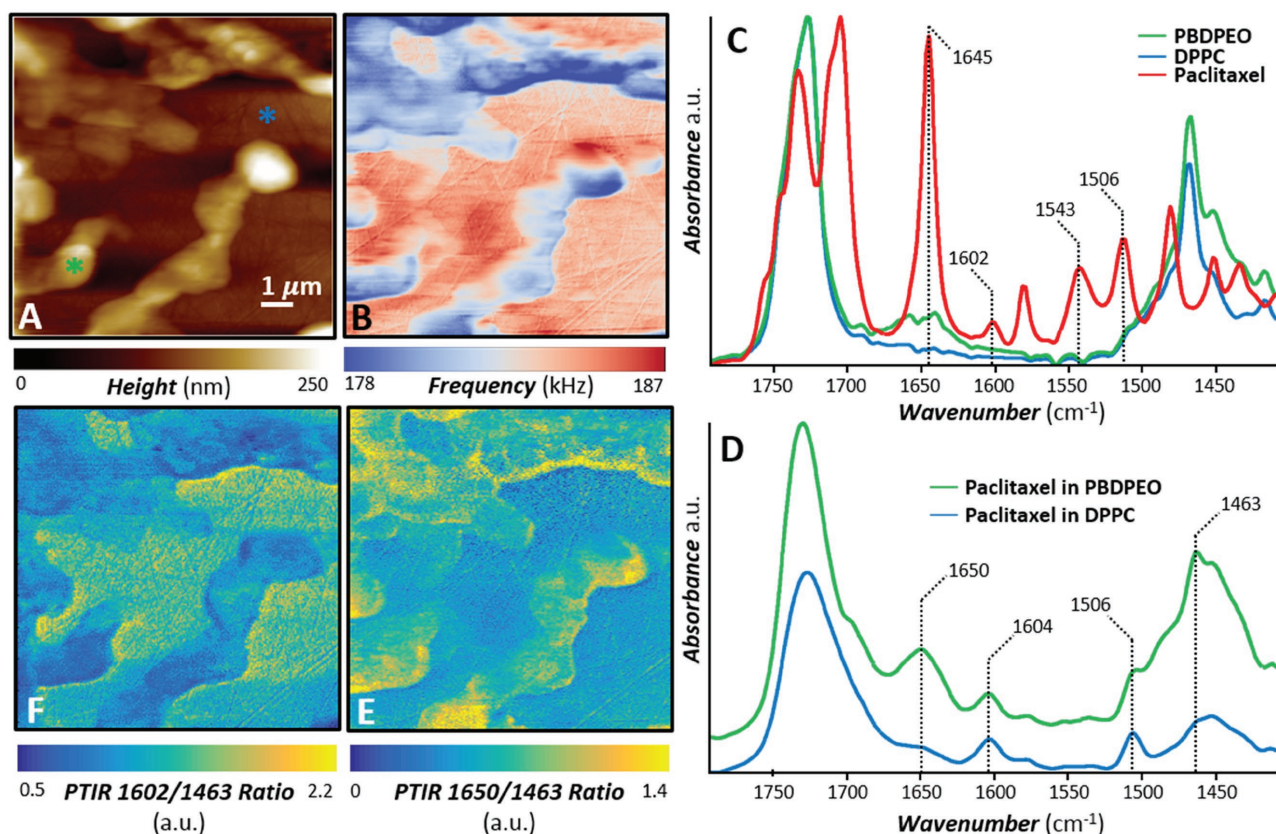 A
*
*
1 μm
0
Height (nm)
250
B
178
Frequency (kHz)
187
C
PBDPEO
DPPC
Paclitaxel
1645
1602
1543
1506
Absorbance a.u.
1750
1700
1650
1600
1550
1500
1450
Wavenumber (cm-1)
F
0.5
PTIR 1602/1463 Ratio
2.2
(a.u.)
E
0
PTIR 1650/1463 Ratio
1.4
(a.u.)
D
Paclitaxel in PBDPEO
Paclitaxel in DPPC
1650
1604
1506
1463
Absorbance a.u.
1750
1700
1650
1600
1550
1500
1450
Wavenumber (cm-1)